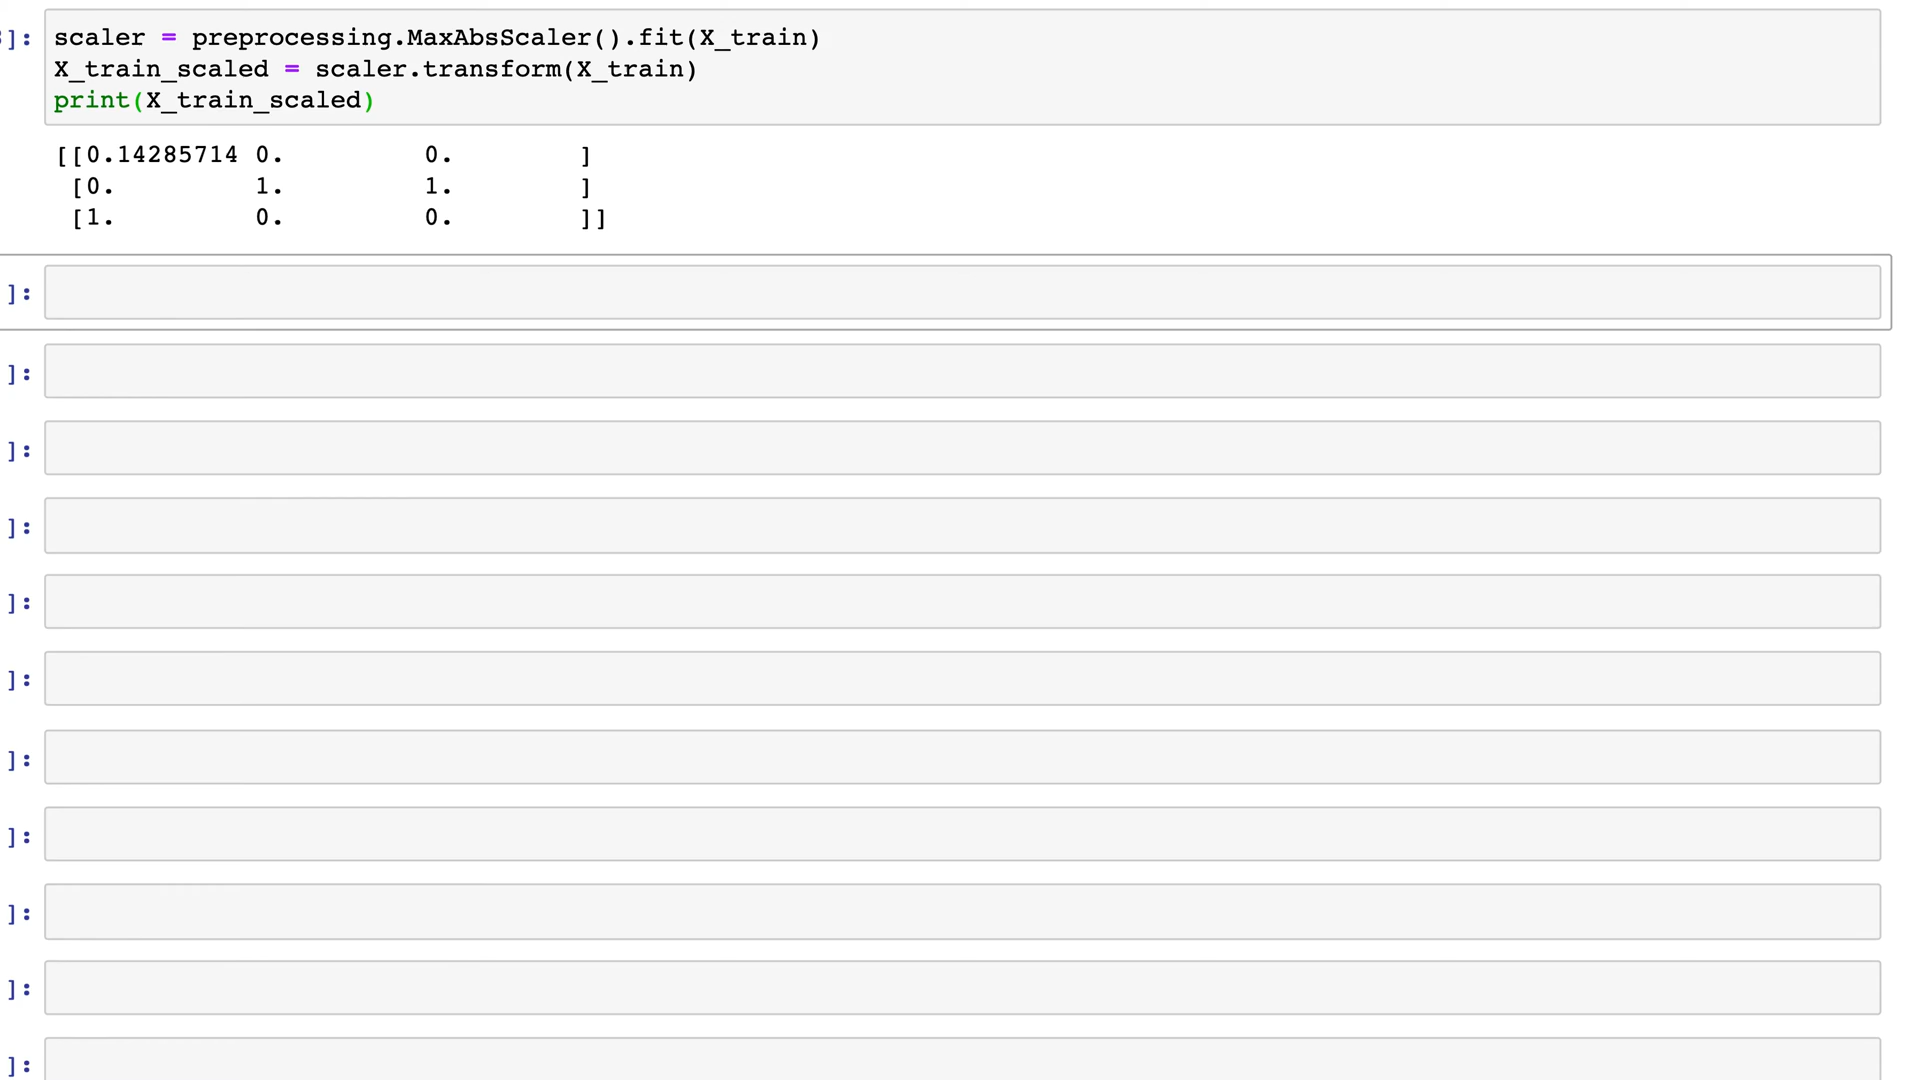 ]: scaler = preprocessing.MaxAbsScaler().fit(X_train)
X_train_scaled = scaler.transform(X_train)
print(X_train_scaled)
[[0.14285714 0.         0.        ]
 [0.         1.         1.        ]
 [1.         0.         0.        ]]
]:
]:
]:
]:
]:
]:
]:
]:
]:
]:
]: